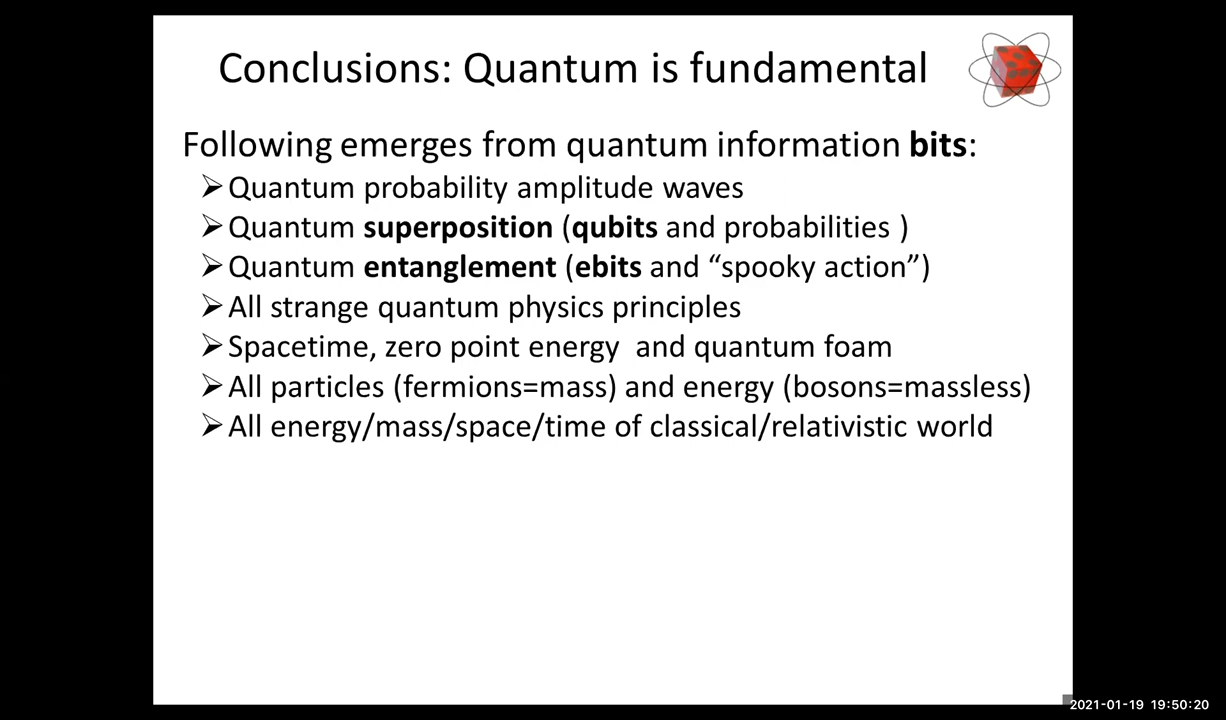 Conclusions: Quantum is fundamental
Following emerges from quantum information bits:
➢Quantum probability amplitude waves
➢Quantum superposition (qubits and probabilities )
➢Quantum entanglement (ebits and “spooky action”)
➢All strange quantum physics principles
➢Spacetime, zero point energy  and quantum foam
➢All particles (fermions=mass) and energy (bosons=massless)
➢All energy/mass/space/time of classical/relativistic world
2021-01-19 19:50:20